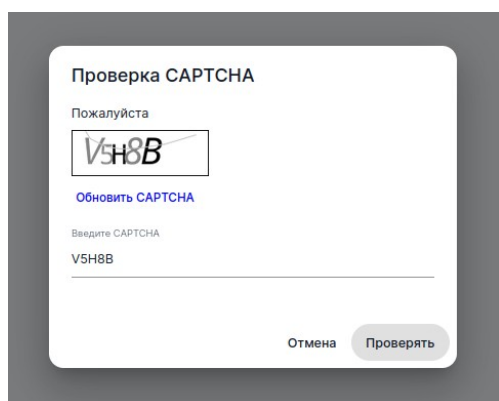 Проверка CAPTCHA
Пожалуйста
V5H8B
Обновить CAPTCHA
Введите CAPTCHA
V5H8B
Отмена Проверять